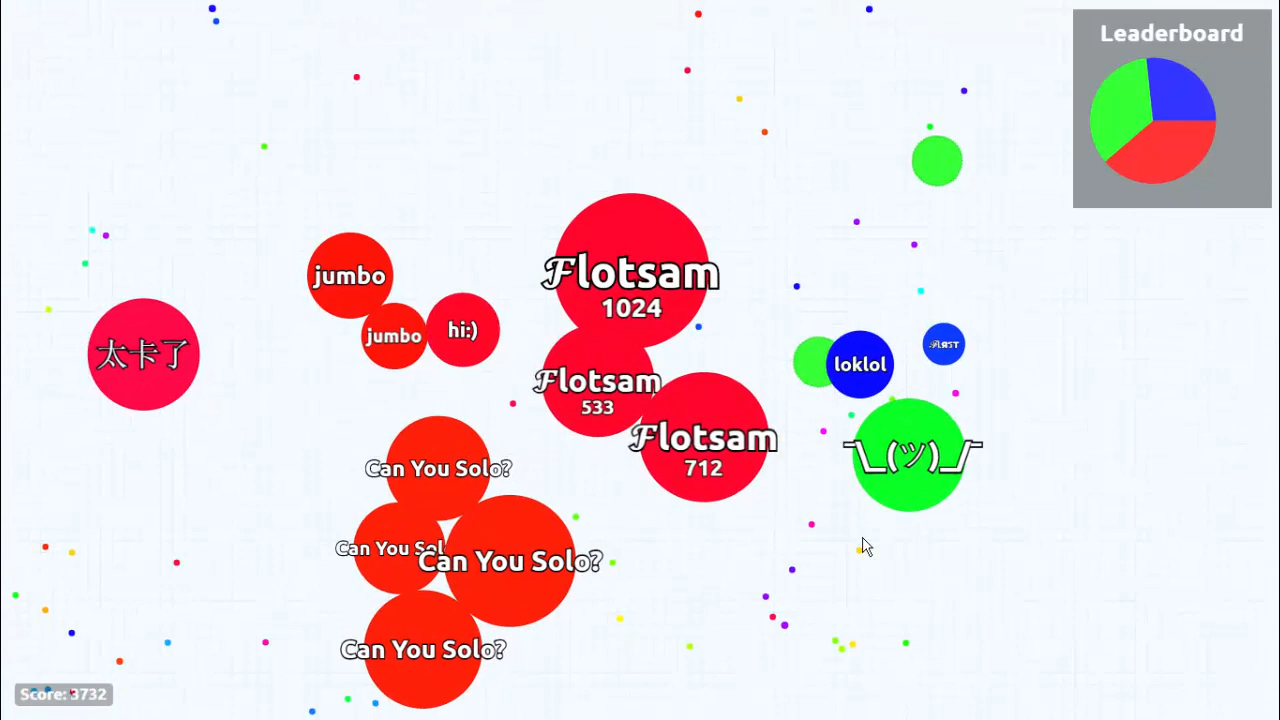 Leaderboard
jumbo
jumbo
hi:)
ℱlotsam
1024
太卡了
ℱlotsam
533
loklol
ℱlotsam
712
¯\_(ツ)_/¯
Can You Solo?
Can You Sol
Can You Solo?
Can You Solo?
Score: 3732